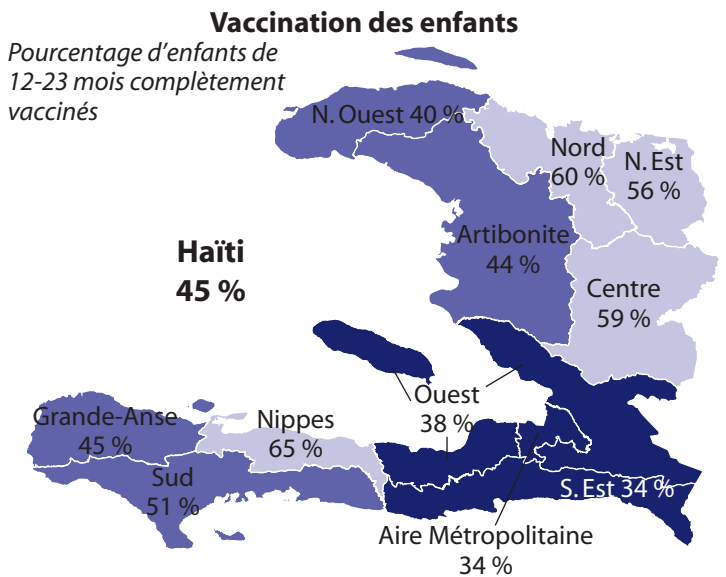 Vaccination des enfants
Pourcentage d'enfants de
12-23 mois complètement
vaccinés
N. Ouest 40 %
Nord
60 %
N. Est
56 %
Artibonite
44 %
Haïti
45 %
Centre
59 %
Ouest
38 %
Grande-Anse
45 %
Nippes
65 %
Sud
51 %
S. Est 34 %
Aire Métropolitaine
34 %